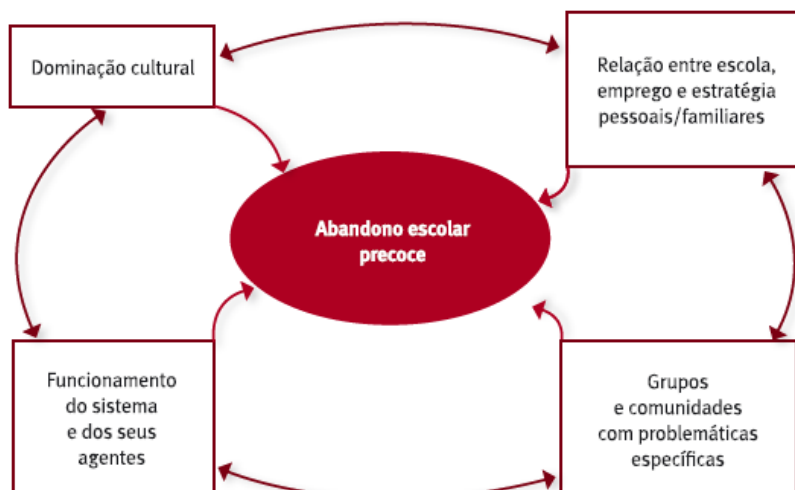 Dominação cultural
Relação entre escola,
emprego e estratégia
pessoais/familiares
Abandono escolar
precoce
Funcionamento
do sistema
e dos seus
agentes
Grupos
e comunidades
com problemáticas
específicas